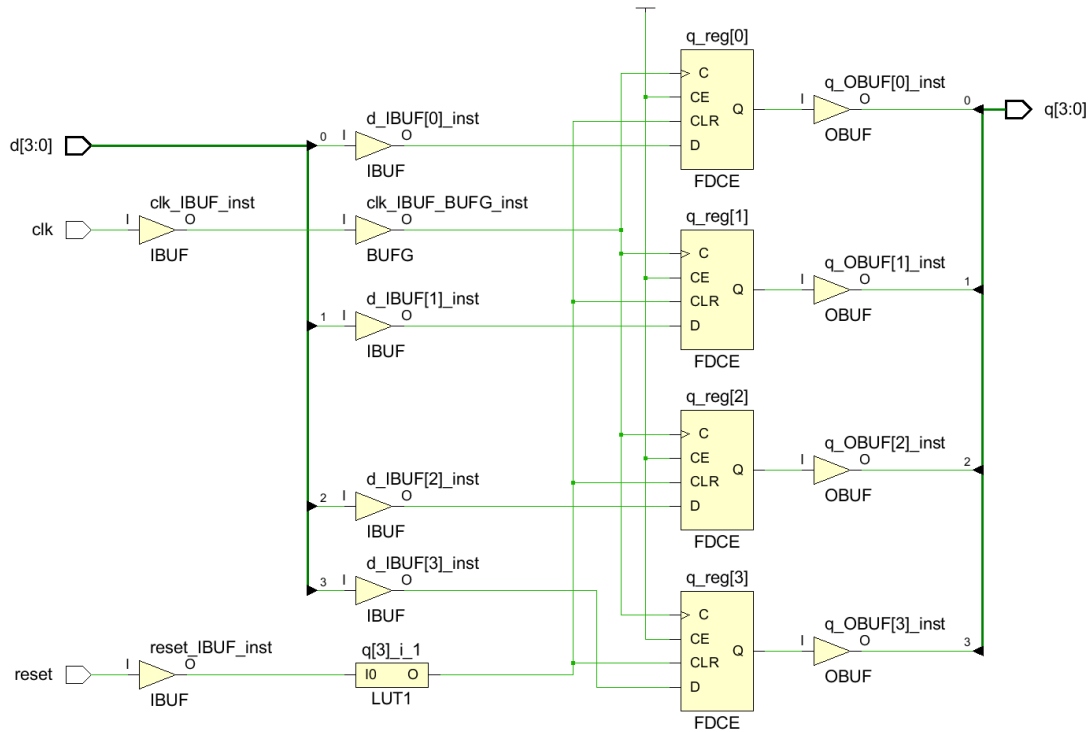 q_reg[0]
C
CE
CLR
D
Q
FDCE
q_OBUF[0]_inst
I
O
OBUF
0
q[3:0]
d[3:0]
0
d_IBUF[0]_inst
I
O
IBUF
clk
clk_IBUF_inst
I
O
IBUF
clk_IBUF_BUFG_inst
I
O
BUFG
q_reg[1]
C
CE
CLR
D
Q
FDCE
q_OBUF[1]_inst
I
O
OBUF
1
1
d_IBUF[1]_inst
I
O
IBUF
q_reg[2]
C
CE
CLR
D
Q
FDCE
q_OBUF[2]_inst
I
O
OBUF
2
2
d_IBUF[2]_inst
I
O
IBUF
3
d_IBUF[3]_inst
I
O
IBUF
q_reg[3]
C
CE
CLR
D
Q
FDCE
q_OBUF[3]_inst
I
O
OBUF
3
reset
reset_IBUF_inst
I
O
IBUF
q[3]_i_1
I0
O
LUT1